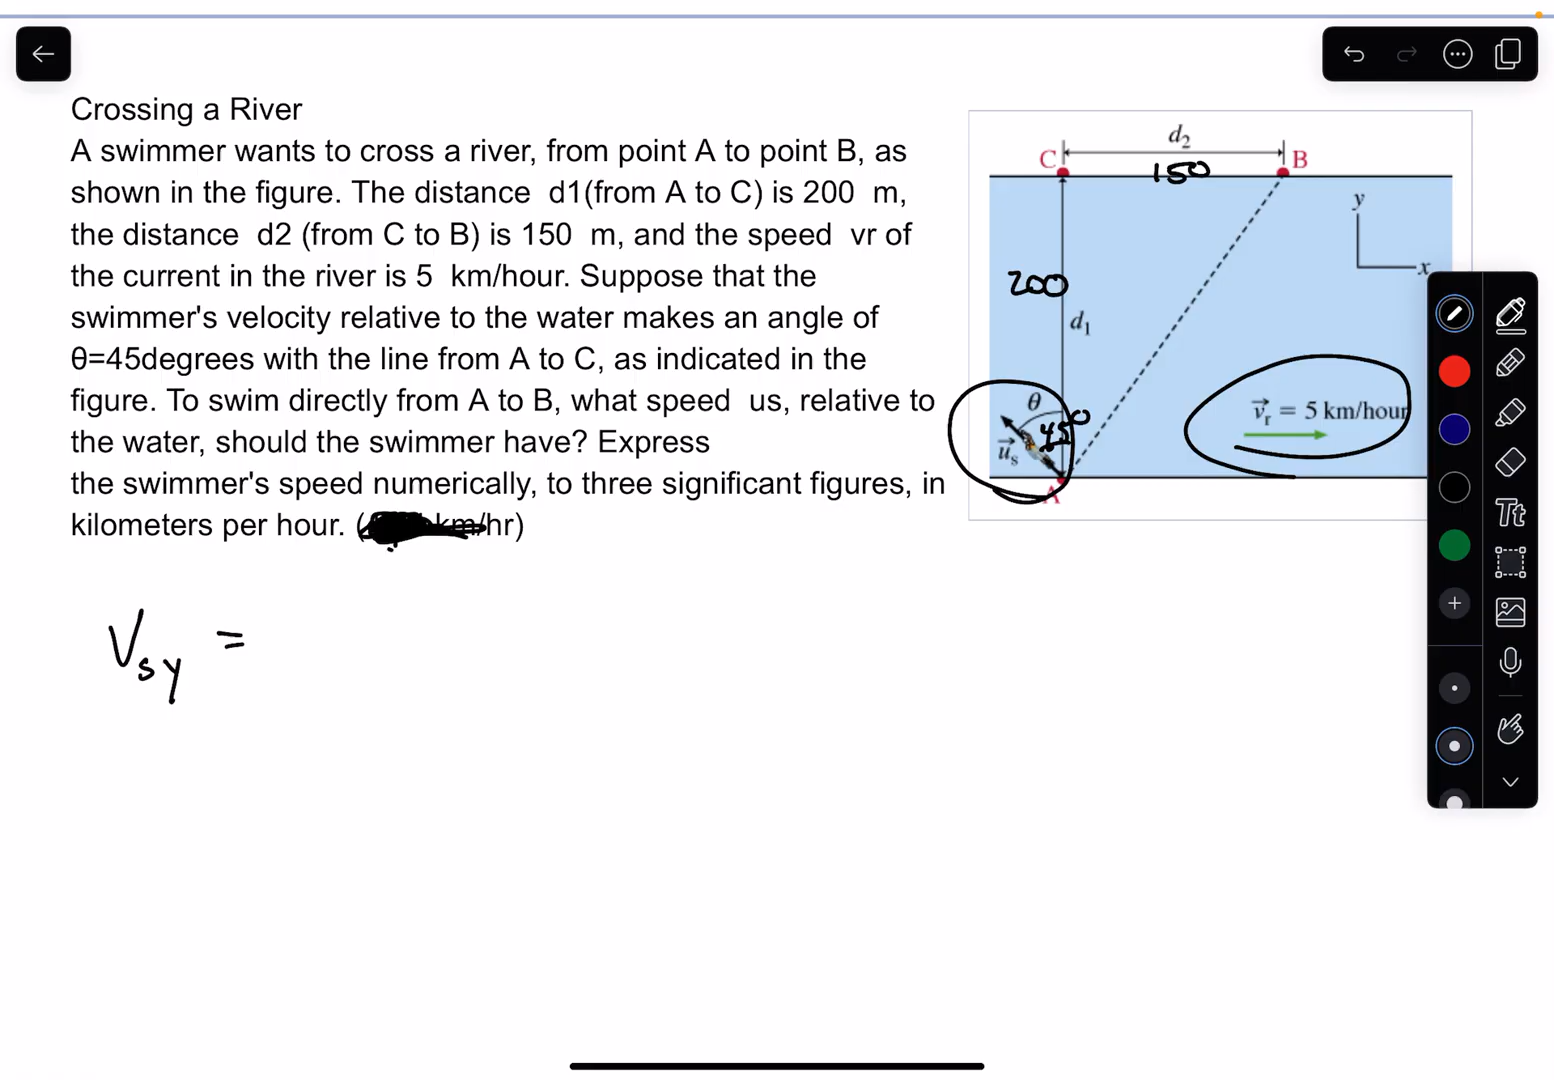 Crossing a River
A swimmer wants to cross a river, from point A to point B, as
shown in the figure. The distance d1(from A to C) is 200 m,
the distance d2 (from C to B) is 150 m, and the speed vr of
the current in the river is 5 km/hour. Suppose that the
swimmer's velocity relative to the water makes an angle of
θ=45degrees with the line from A to C, as indicated in the
figure. To swim directly from A to B, what speed us, relative to
the water, should the swimmer have? Express
the swimmer's speed numerically, to three significant figures, in
kilometers per hour. ( km/hr)
V_sy =
d₂
C
B
150
y
x
200
d₁
θ
45°
u⃗_s
A
v⃗_r = 5 km/hour
Tt